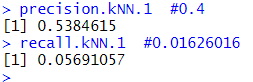 > precision.kNN.1  #0.4
[1] 0.5384615
> recall.kNN.1  #0.01626016
[1] 0.05691057
>